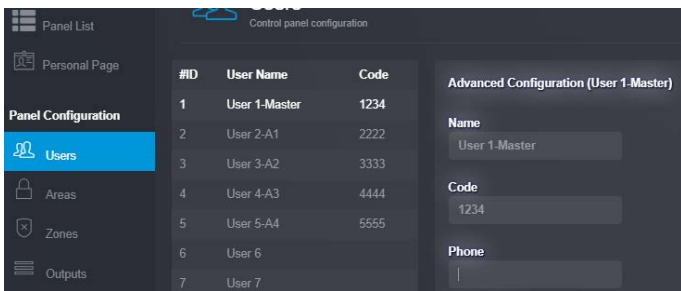 Panel List
Personal Page
Panel Configuration
Users
Areas
Zones
Outputs
Control panel configuration
#ID User Name Code
1 User 1-Master 1234
2 User 2-A1 2222
3 User 3-A2 3333
4 User 4-A3 4444
5 User 5-A4 5555
6 User 6
7 User 7
Advanced Configuration (User 1-Master)
Name
User 1-Master
Code
1234
Phone